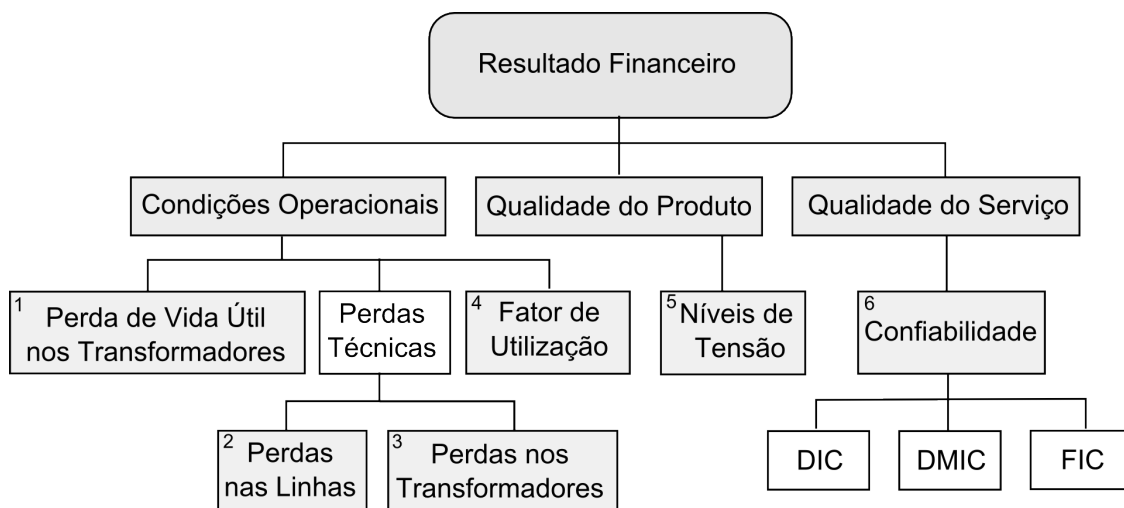 Resultado Financeiro
Condições Operacionais
Qualidade do Produto
Qualidade do Serviço
1
Perda de Vida Útil
nos Transformadores
Perdas
Técnicas
4
Fator de
Utilização
5
Níveis de
Tensão
6
Confiabilidade
2
Perdas
nas Linhas
3
Perdas nos
Transformadores
DIC
DMIC
FIC